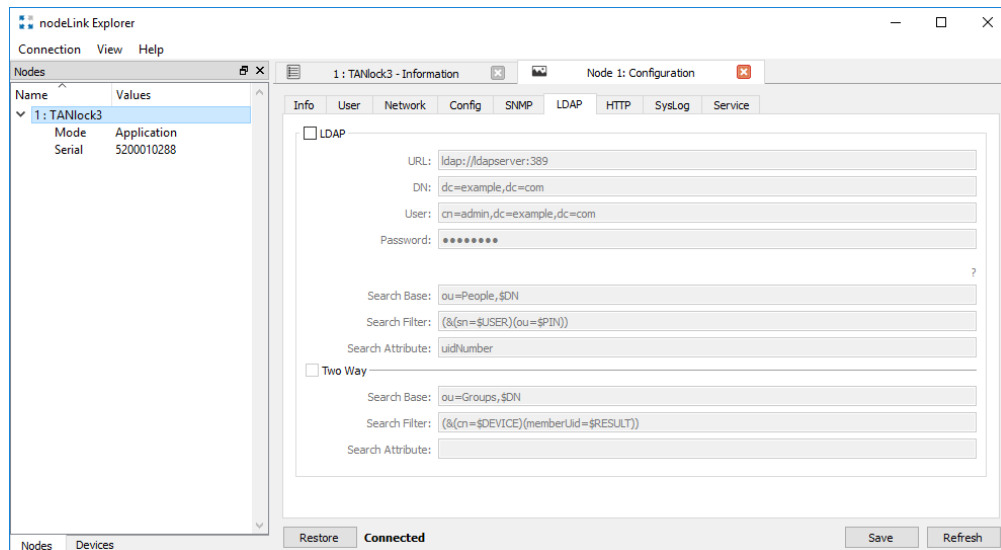 nodeLink Explorer
Connection View Help
Nodes
1 : TANlock3 - Information
Node 1: Configuration
Name Values
1 : TANlock3
Mode Application
Serial 5200010288
Info User Network Config SNMP LDAP HTTP SysLog Service
LDAP
URL: ldap://ldapserver:389
DN: dc=example,dc=com
User: cn=admin,dc=example,dc=com
Password: ●●●●●●●●
?
Search Base: ou=People,$DN
Search Filter: (&(sn=$USER)(ou=$PIN))
Search Attribute: uidNumber
Two Way
Search Base: ou=Groups,$DN
Search Filter: (&(cn=$DEVICE)(memberUid=$RESULT))
Search Attribute:
Restore Connected Save Refresh
Nodes Devices